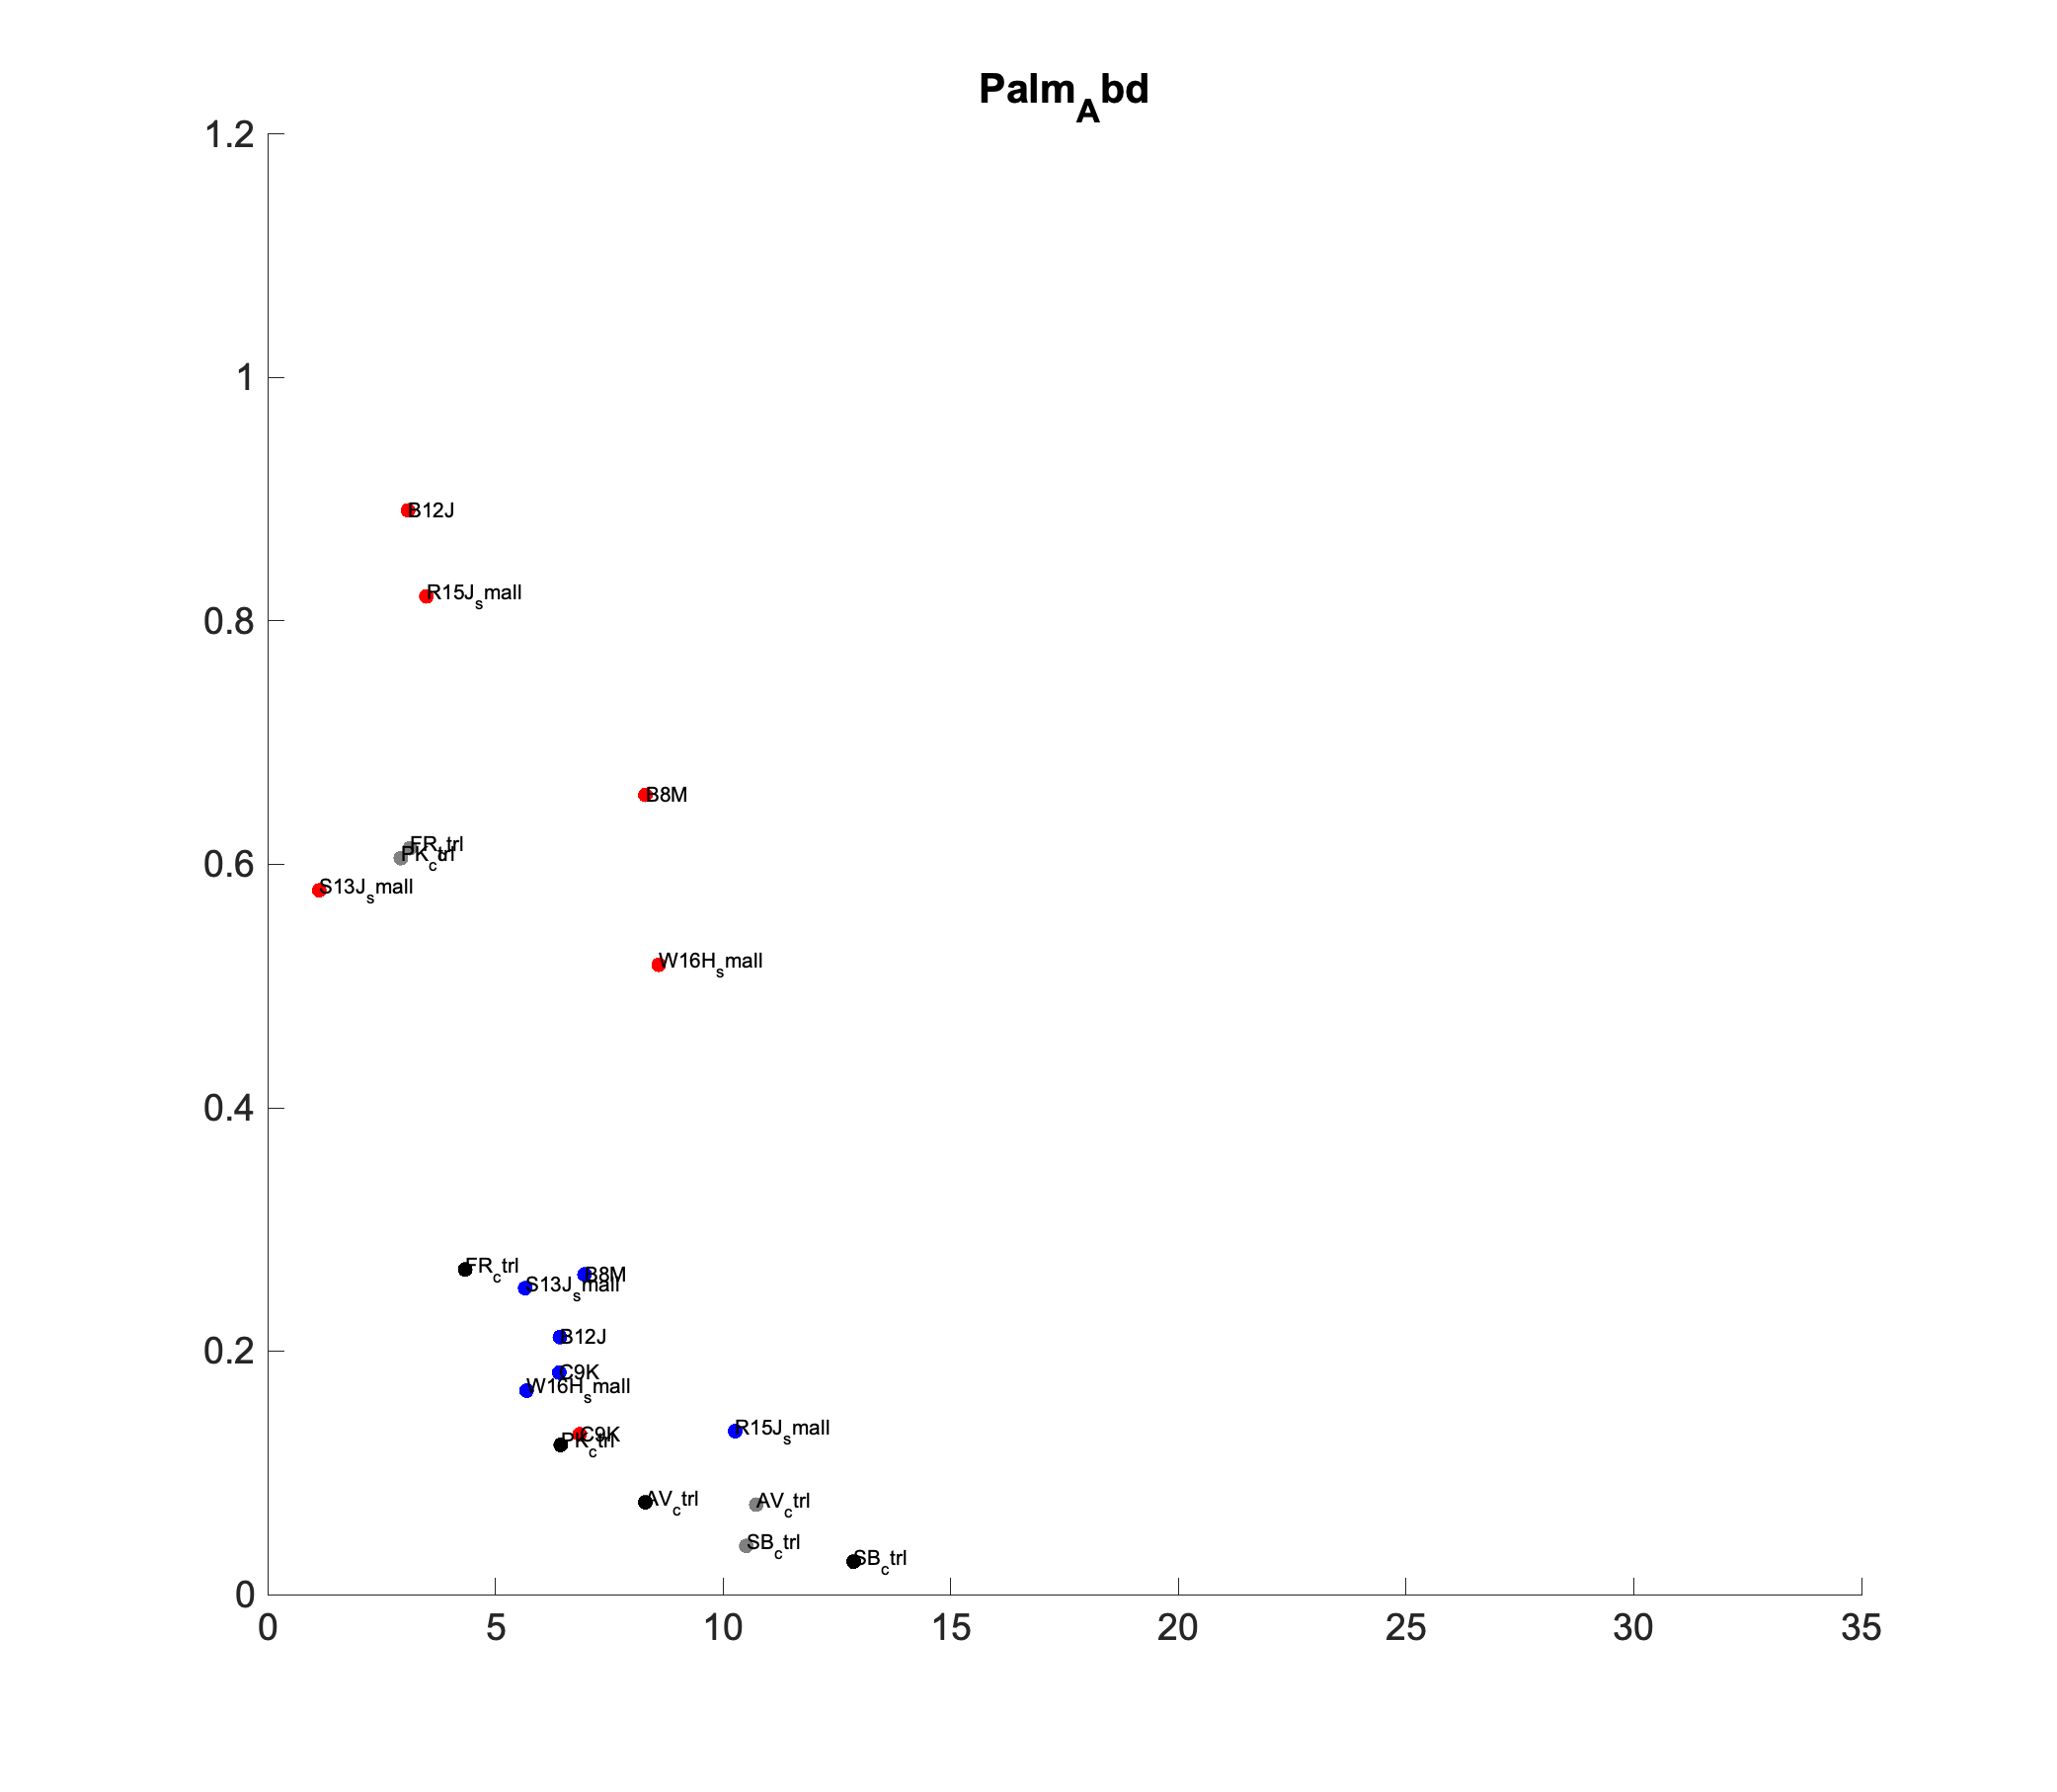 Palm_Abd
1.2
1
0.8
0.6
0.4
0.2
0
B12J
R15J_small
B8M
FR_ctrl
PK_ctrl
S13J_small
W16H_small
FR_ctrl
B8M
S13J_small
B12J
C9K
W16H_small
R15J_small
C9K
PK_ctrl
AV_ctrl
AV_ctrl
SB_ctrl
SB_ctrl
0 5 10 15 20 25 30 35